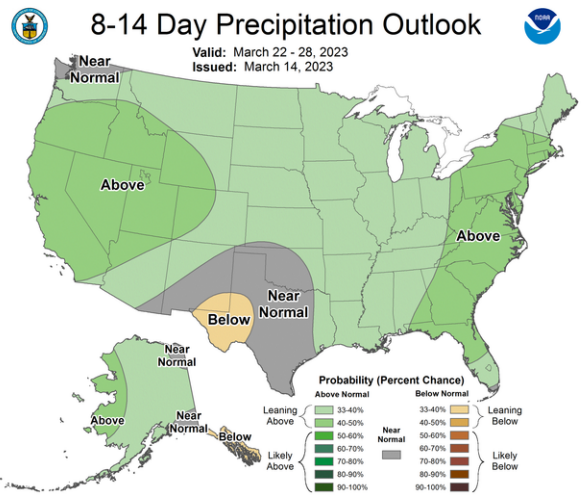 8-14 Day Precipitation Outlook
Valid: March 22 - 28, 2023
Issued: March 14, 2023
NOAA
Near
Normal
Above
Above
Near
Normal
Below
Near
Normal
Above
Near
Normal
Below
Probability (Percent Chance)
Above Normal
Below Normal
Leaning
Above
33-40%
40-50%
Likely
Above
50-60%
60-70%
70-80%
80-90%
90-100%
Near
Normal
33-40%
40-50%
Leaning
Below
50-60%
60-70%
70-80%
80-90%
90-100%
Likely
Below